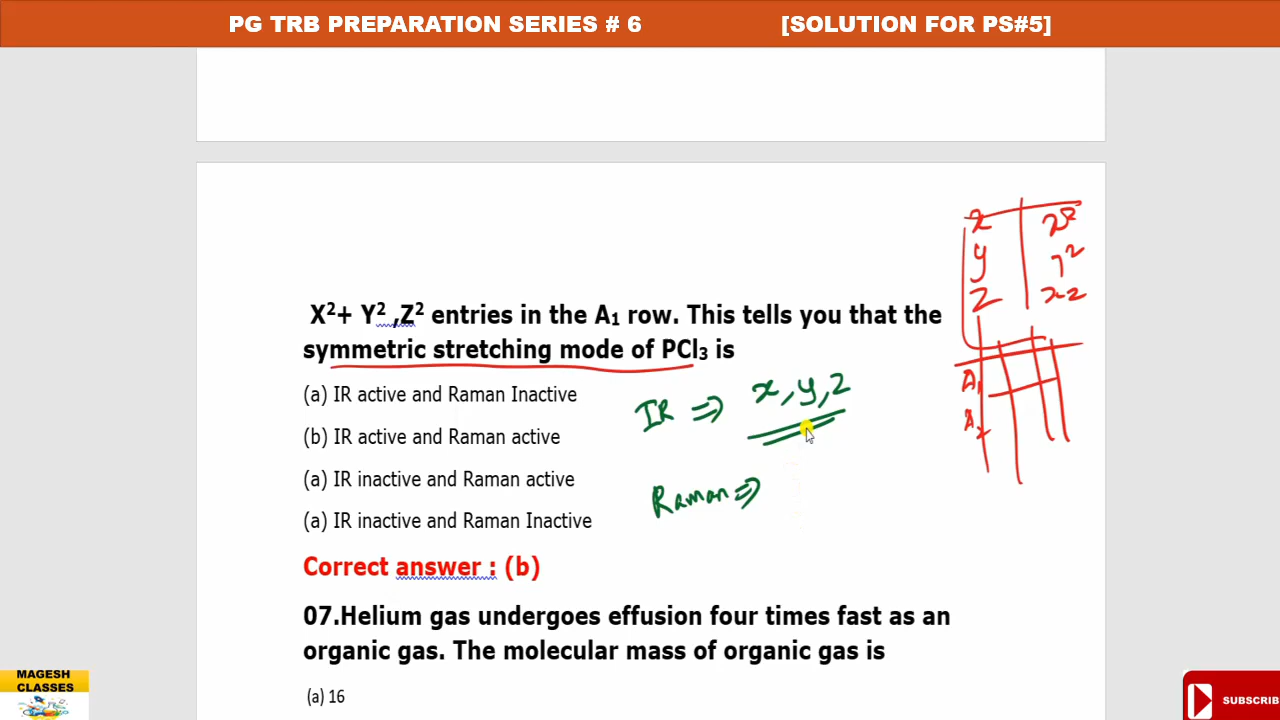 PG TRB PREPARATION SERIES # 6 [SOLUTION FOR PS#5]
x
y
z
z²
x2
A₁
A₂
X²+ Y² ,Z² entries in the A₁ row. This tells you that the
symmetric stretching mode of PCl₃ is
(a) IR active and Raman Inactive
(b) IR active and Raman active
(a) IR inactive and Raman active
(a) IR inactive and Raman Inactive
IR ⇒ x, y, z
Raman ⇒
Correct answer : (b)
07.Helium gas undergoes effusion four times fast as an
organic gas. The molecular mass of organic gas is
(a) 16
MAGESH
CLASSES
SUBSCRIB